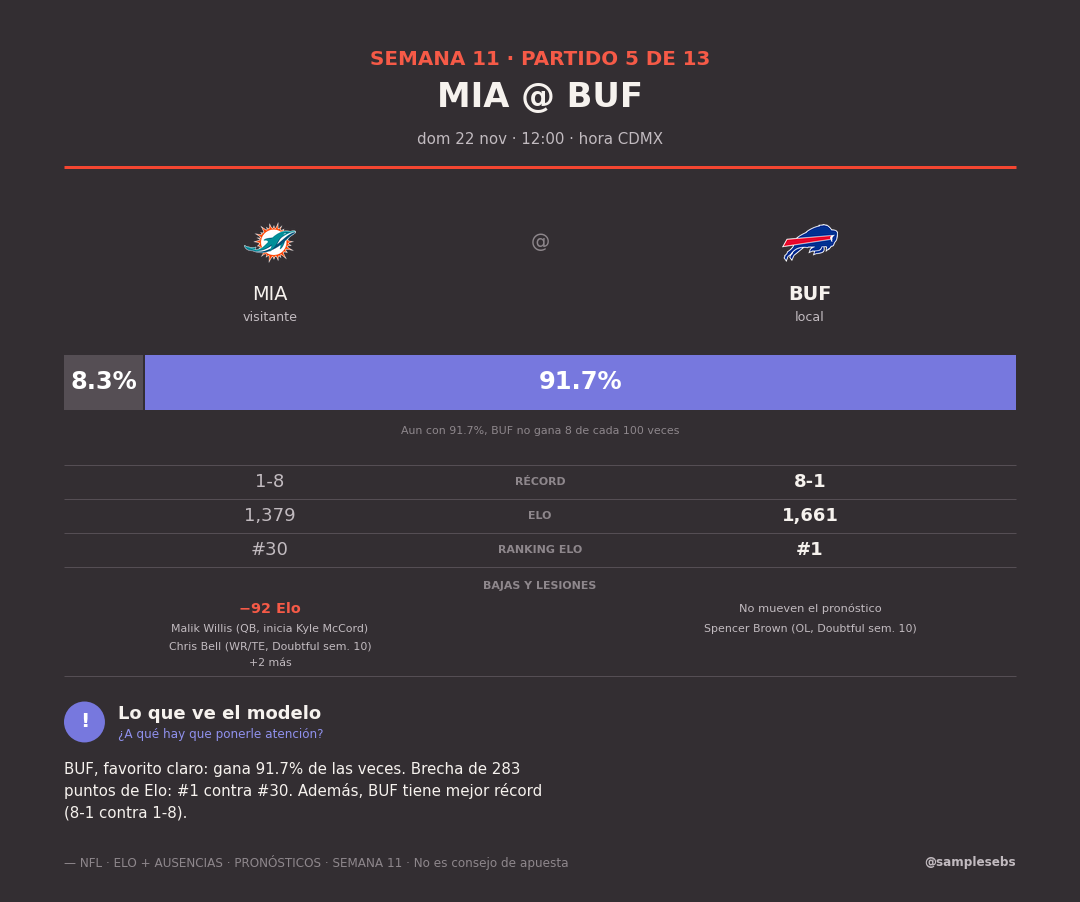 SEMANA 11 · PARTIDO 5 DE 13
MIA @ BUF
dom 22 nov · 12:00 · hora CDMX
@
MIA
BUF
visitante
local
8.3%
91.7%
Aun con 91.7%, BUF no gana 8 de cada 100 veces
1-8 RÉCORD 8-1
1,379 ELO 1,661
#30 RANKING ELO #1
BAJAS Y LESIONES
−92 Elo
Malik Willis (QB, inicia Kyle McCord)
Chris Bell (WR/TE, Doubtful sem. 10)
+2 más
No mueven el pronóstico
Spencer Brown (OL, Doubtful sem. 10)
!
Lo que ve el modelo
¿A qué hay que ponerle atención?
BUF, favorito claro: gana 91.7% de las veces. Brecha de 283
puntos de Elo: #1 contra #30. Además, BUF tiene mejor récord
(8-1 contra 1-8).
— NFL · ELO + AUSENCIAS · PRONÓSTICOS · SEMANA 11 · No es consejo de apuesta
@samplesebs